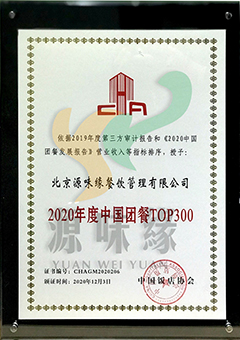 CHA
依据2019年度第三方审计报告和《2020中国
团餐发展报告》营业收入等指标排序，授予：
北京源味缘餐饮管理有限公司
2020年度中国团餐TOP300
源味缘
YUAN WEI YUAN
证书编号：CHAGM2020206
颁证时间：2020年12月3日
中国饭店协会